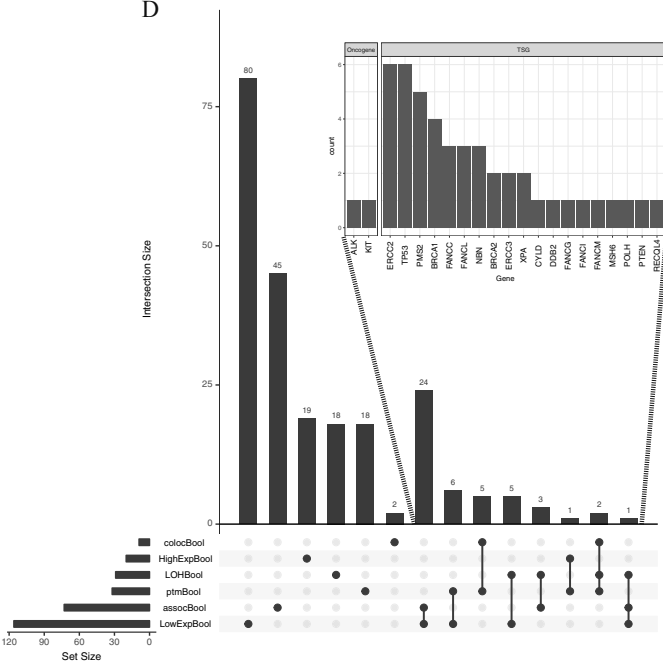 D
Oncogene TSG
6
4
2
0
count
ALK KIT ERCC2 TP53 PMS2 BRCA1 FANCC FANCL NBN BRCA2 ERCC3 XPA CYLD DDB2 FANCG FANCI FANCM MSH6 POLH PTEN RECQL4
Gene
Intersection Size
75
50
25
0
80 45 19 18 18 2 24 6 5 5 3 1 2 1
colocBool
HighExpBool
LOHBool
ptmBool
assocBool
LowExpBool
120 90 60 30 0
Set Size